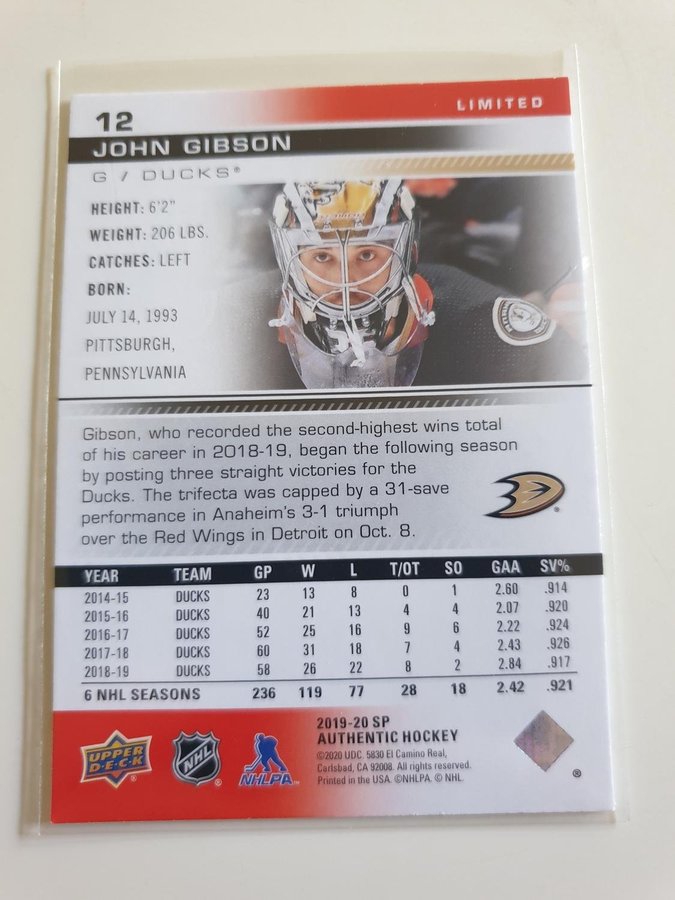 LIMITED
12
JOHN GIBSON
G / DUCKS®
HEIGHT: 6'2"
WEIGHT: 206 LBS.
CATCHES: LEFT
BORN:
JULY 14, 1993
PITTSBURGH,
PENNSYLVANIA
Gibson, who recorded the second-highest wins total
of his career in 2018-19, began the following season
by posting three straight victories for the
Ducks. The trifecta was capped by a 31-save
performance in Anaheim's 3-1 triumph
over the Red Wings in Detroit on Oct. 8.
YEAR TEAM GP W L T/OT SO GAA SV%
2014-15 DUCKS 23 13 8 0 1 2.60 .914
2015-16 DUCKS 40 21 13 4 4 2.07 .920
2016-17 DUCKS 52 25 16 9 6 2.22 .924
2017-18 DUCKS 60 31 18 7 4 2.43 .926
2018-19 DUCKS 58 26 22 8 2 2.84 .917
6 NHL SEASONS 236 119 77 28 18 2.42 .921
UPPER
D·E·C·K
NHL
NHLPA
2019-20 SP
AUTHENTIC HOCKEY
©2020 UDC. 5830 El Camino Real,
Carlsbad, CA 92008. All rights reserved.
Printed in the USA. ©NHLPA. © NHL.
®